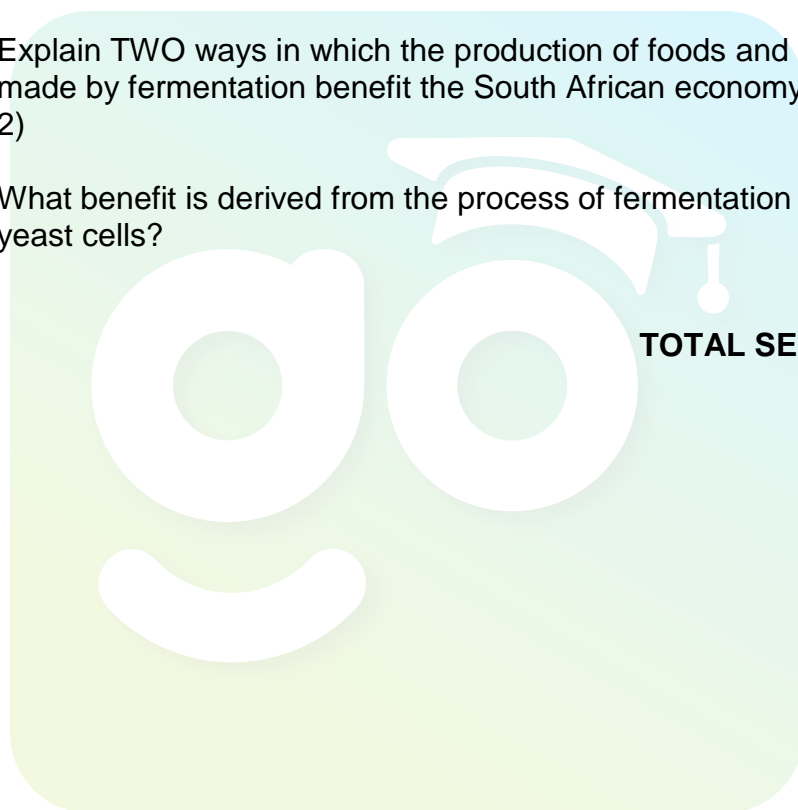 Explain TWO ways in which the production of foods and
made by fermentation benefit the South African economy
2)
What benefit is derived from the process of fermentation
yeast cells?
go
TOTAL SE